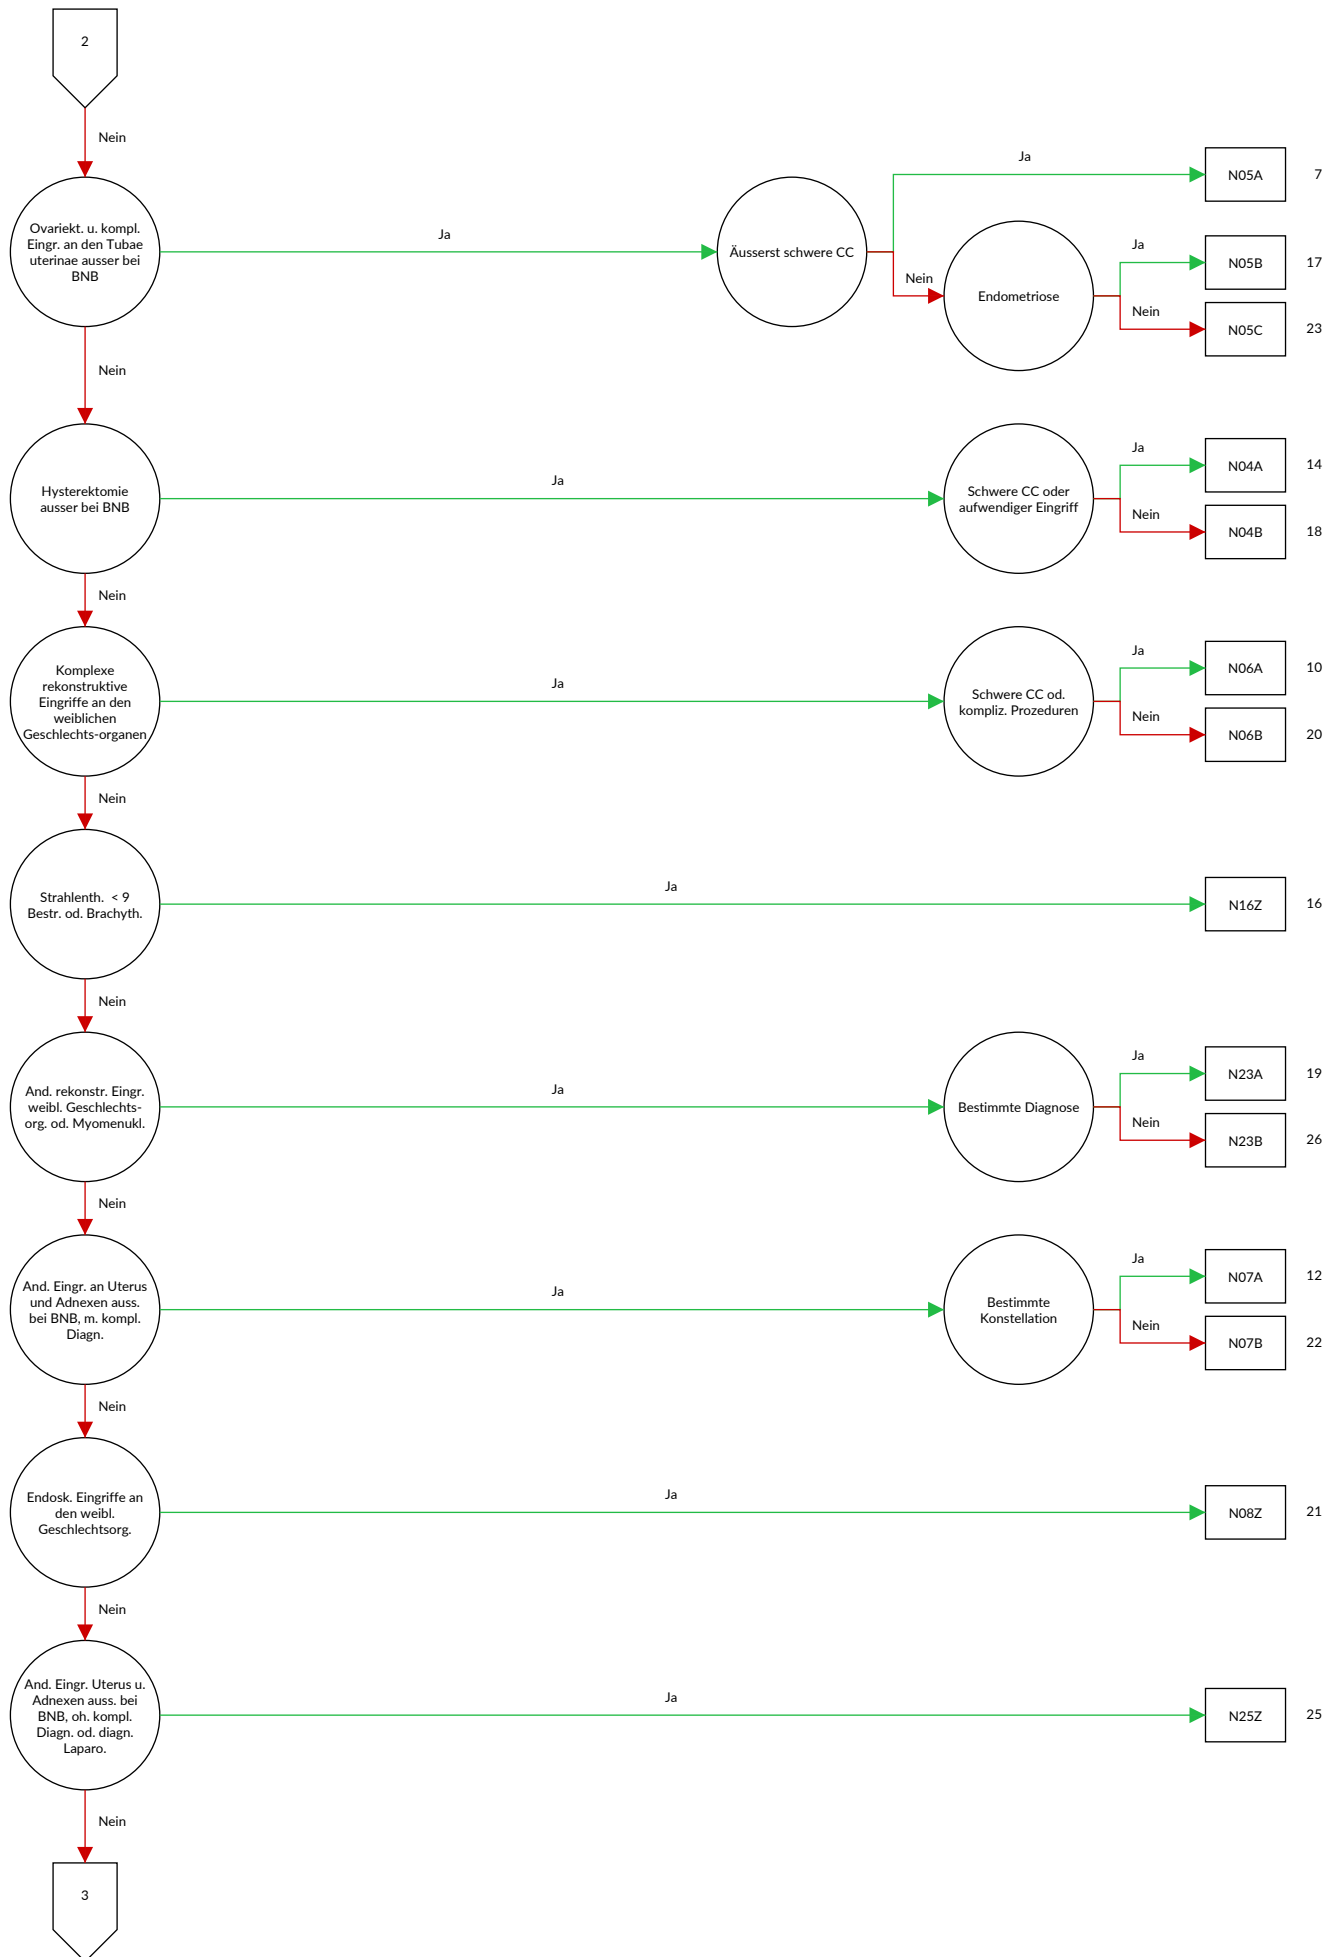 2
Nein
Ja
N05A
7
Ovariekt. u. kompl.
Eingr. an den Tubae
uterinae ausser bei
BNB
Ja
Äusserst schwere CC
Nein
Endometriose
Ja
N05B
17
Nein
N05C
23
Nein
Hysterektomie
ausser bei BNB
Ja
Schwere CC oder
aufwendiger Eingriff
Ja
N04A
14
Nein
N04B
18
Nein
Komplexe
rekonstruktive
Eingriffe an den
weiblichen
Geschlechts-organen
Ja
Schwere CC od.
kompliz. Prozeduren
Ja
N06A
10
Nein
N06B
20
Nein
Strahlenth. < 9
Bestr. od. Brachyth.
Ja
N16Z
16
Nein
And. rekonstr. Eingr.
weibl. Geschlechts-
org. od. Myomenukl.
Ja
Bestimmte Diagnose
Ja
N23A
19
Nein
N23B
26
Nein
And. Eingr. an Uterus
und Adnexen auss.
bei BNB, m. kompl.
Diagn.
Ja
Bestimmte
Konstellation
Ja
N07A
12
Nein
N07B
22
Nein
Endosk. Eingriffe an
den weibl.
Geschlechtsorg.
Ja
N08Z
21
Nein
And. Eingr. Uterus u.
Adnexen auss. bei
BNB, oh. kompl.
Diagn. od. diagn.
Laparo.
Ja
N25Z
25
Nein
3